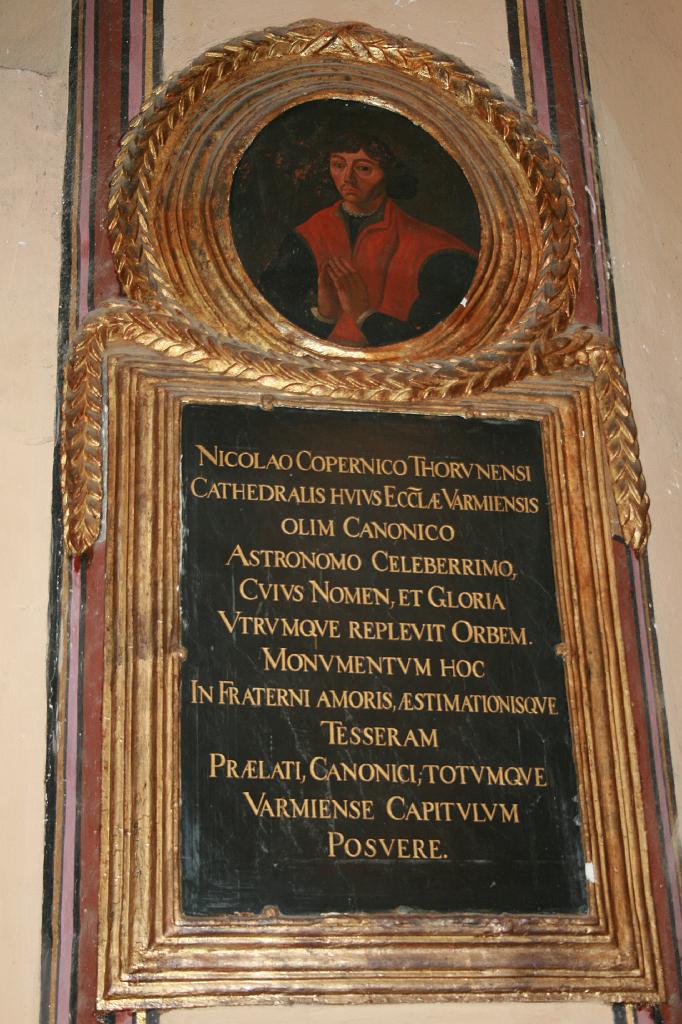 NICOLAO COPERNICO THORVNENSI
CATHEDRALIS HVIVS ECCL̃Æ VARMIENSIS
OLIM CANONICO
ASTRONOMO CELEBERRIMO,
CVIVS NOMEN, ET GLORIA
VTRVMQVE REPLEVIT ORBEM.
MONVMENTVM HOC
IN FRATERNI AMORIS, ÆSTIMATIONISQVE
TESSERAM
PRÆLATI, CANONICI, TOTVMQVE
VARMIENSE CAPITVLVM
POSVERE.